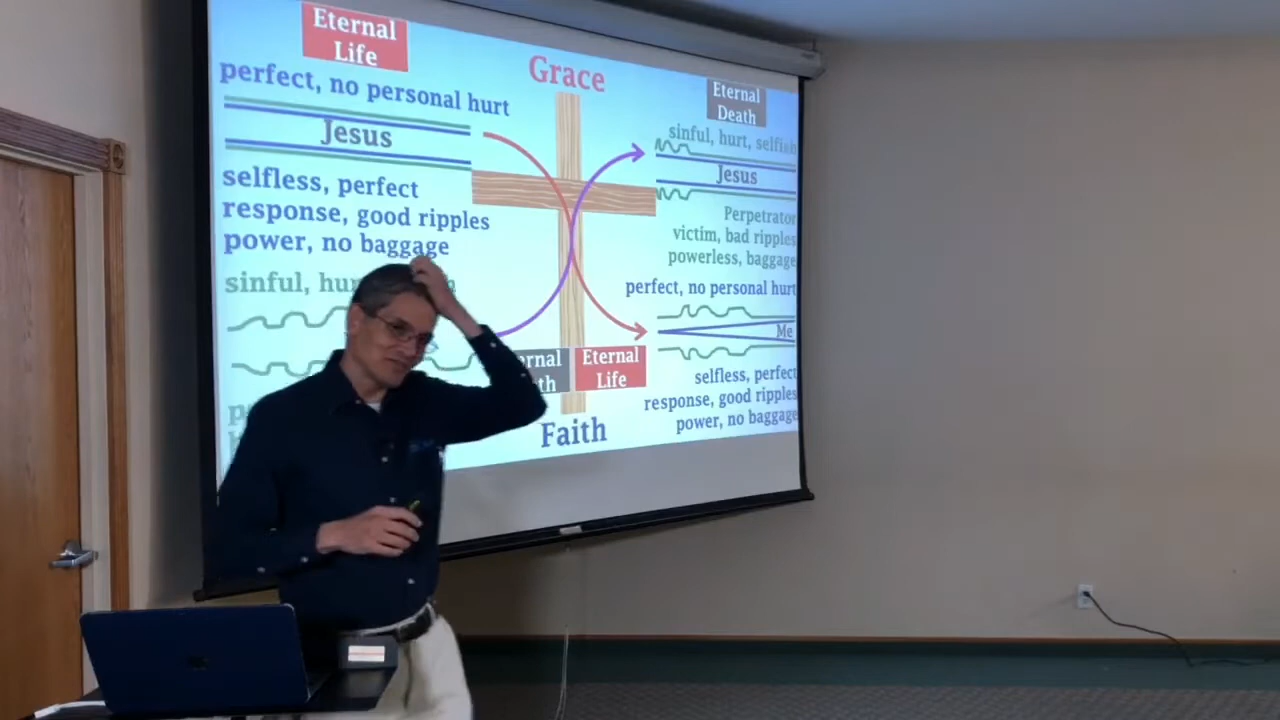 Eternal
Life
perfect, no personal hurt
Jesus
selfless, perfect
response, good ripples
power, no baggage
sinful,
Grace
Faith
Eternal
Life
Eternal
Death
sinful, hurt, selfish
Jesus
Perpetrator
victim, bad ripples
powerless, baggage
perfect, no personal hurt
Me
selfless, perfect
response, good ripples
power, no baggage